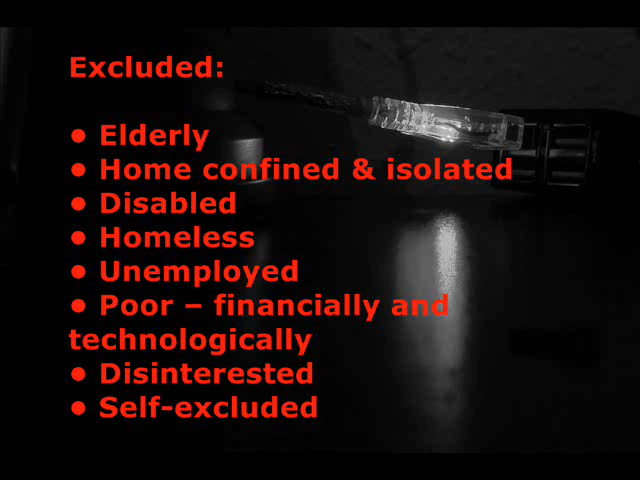 Excluded:
● Elderly
● Home confined & isolated
● Disabled
● Homeless
● Unemployed
● Poor – financially and
technologically
● Disinterested
● Self-excluded